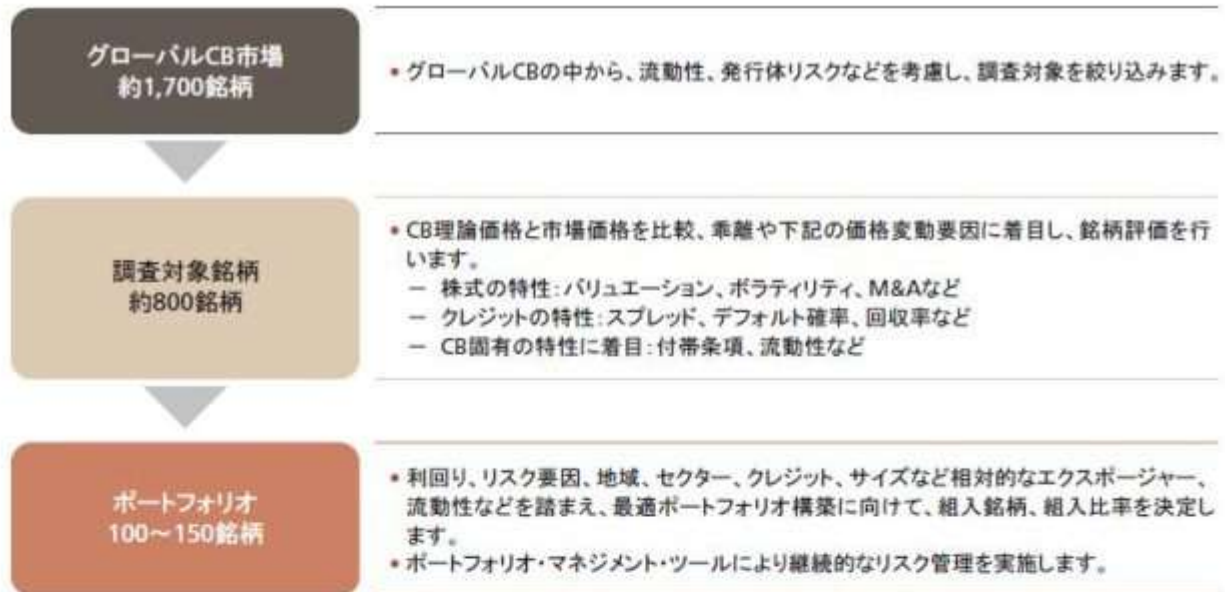 グローバルCB市場
約1,700銘柄
• グローバルCBの中から、流動性、発行体リスクなどを考慮し、調査対象を絞り込みます。
調査対象銘柄
約800銘柄
• CB理論価格と市場価格を比較、乖離や下記の価格変動要因に着目し、銘柄評価を行
います。
－ 株式の特性：バリュエーション、ボラティリティ、M&Aなど
－ クレジットの特性：スプレッド、デフォルト確率、回収率など
－ CB固有の特性に着目：付帯条項、流動性など
ポートフォリオ
100～150銘柄
• 利回り、リスク要因、地域、セクター、クレジット、サイズなど相対的なエクスポージャー、
流動性などを踏まえ、最適ポートフォリオ構築に向けて、組入銘柄、組入比率を決定し
ます。
• ポートフォリオ・マネジメント・ツールにより継続的なリスク管理を実施します。